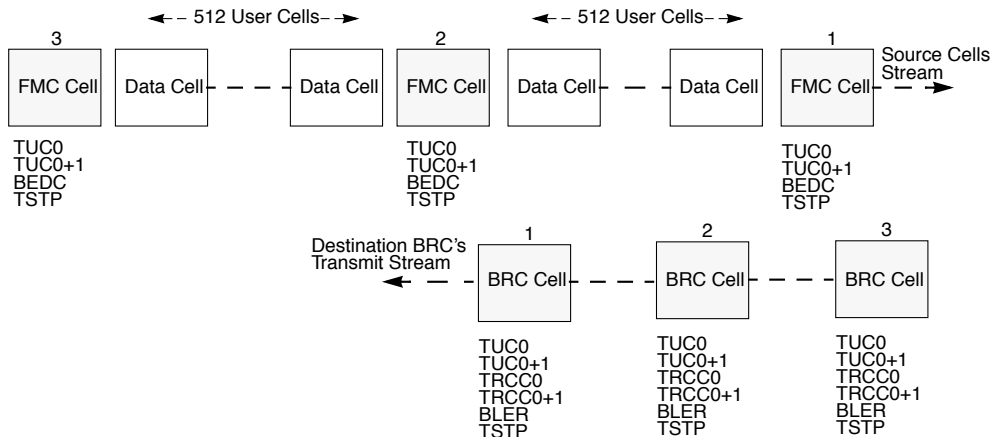 512 User Cells
512 User Cells
3
2
1
FMC Cell
Data Cell
Data Cell
FMC Cell
Data Cell
Data Cell
FMC Cell
Source Cells
Stream
TUC0
TUC0+1
BEDC
TSTP
TUC0
TUC0+1
BEDC
TSTP
TUC0
TUC0+1
BEDC
TSTP
Destination BRC's
Transmit Stream
1
2
3
BRC Cell
BRC Cell
BRC Cell
TUC0
TUC0+1
TRCC0
TRCC0+1
BLER
TSTP
TUC0
TUC0+1
TRCC0
TRCC0+1
BLER
TSTP
TUC0
TUC0+1
TRCC0
TRCC0+1
BLER
TSTP